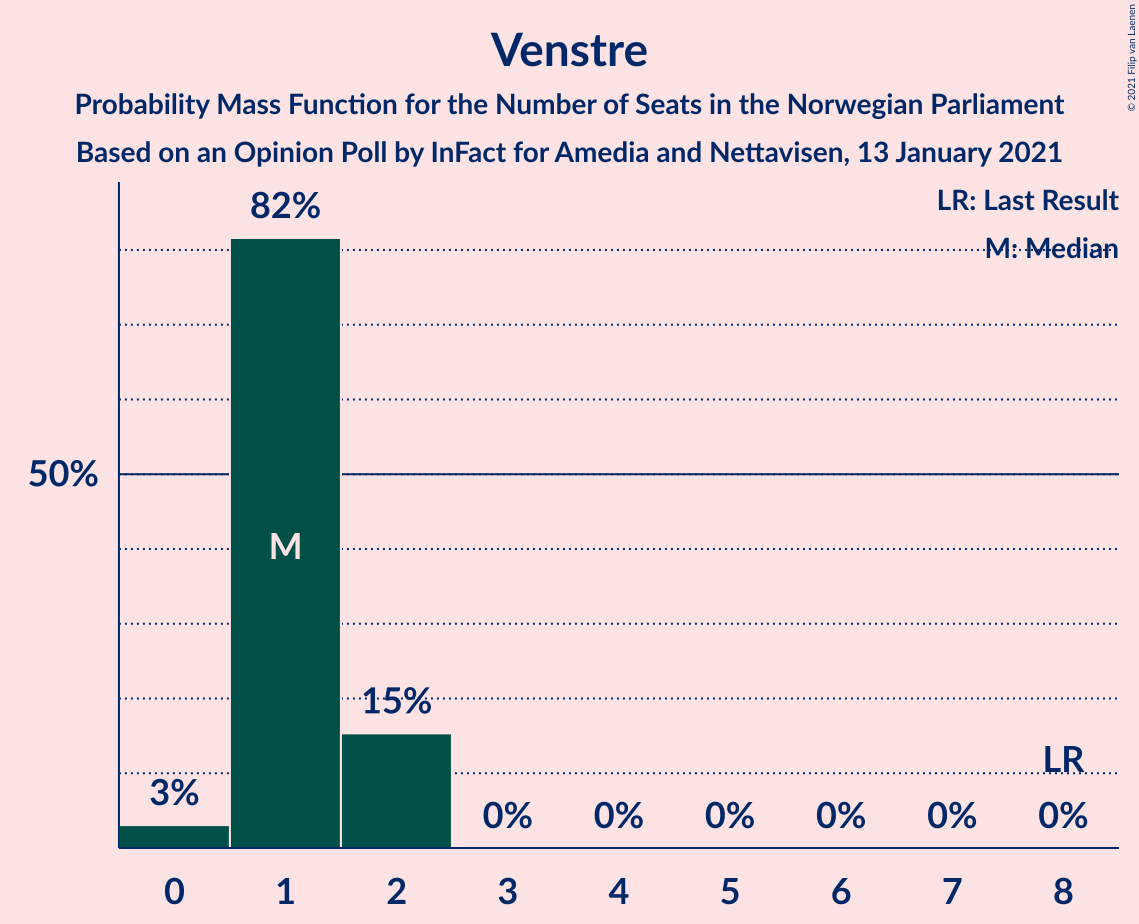 Venstre
Probability Mass Function for the Number of Seats in the Norwegian Parliament
Based on an Opinion Poll by InFact for Amedia and Nettavisen, 13 January 2021
© 2021 Filip van Laenen
LR: Last Result
M: Median
82%
50%
M
15%
3%
LR
0% 0% 0% 0% 0% 0%
0 1 2 3 4 5 6 7 8